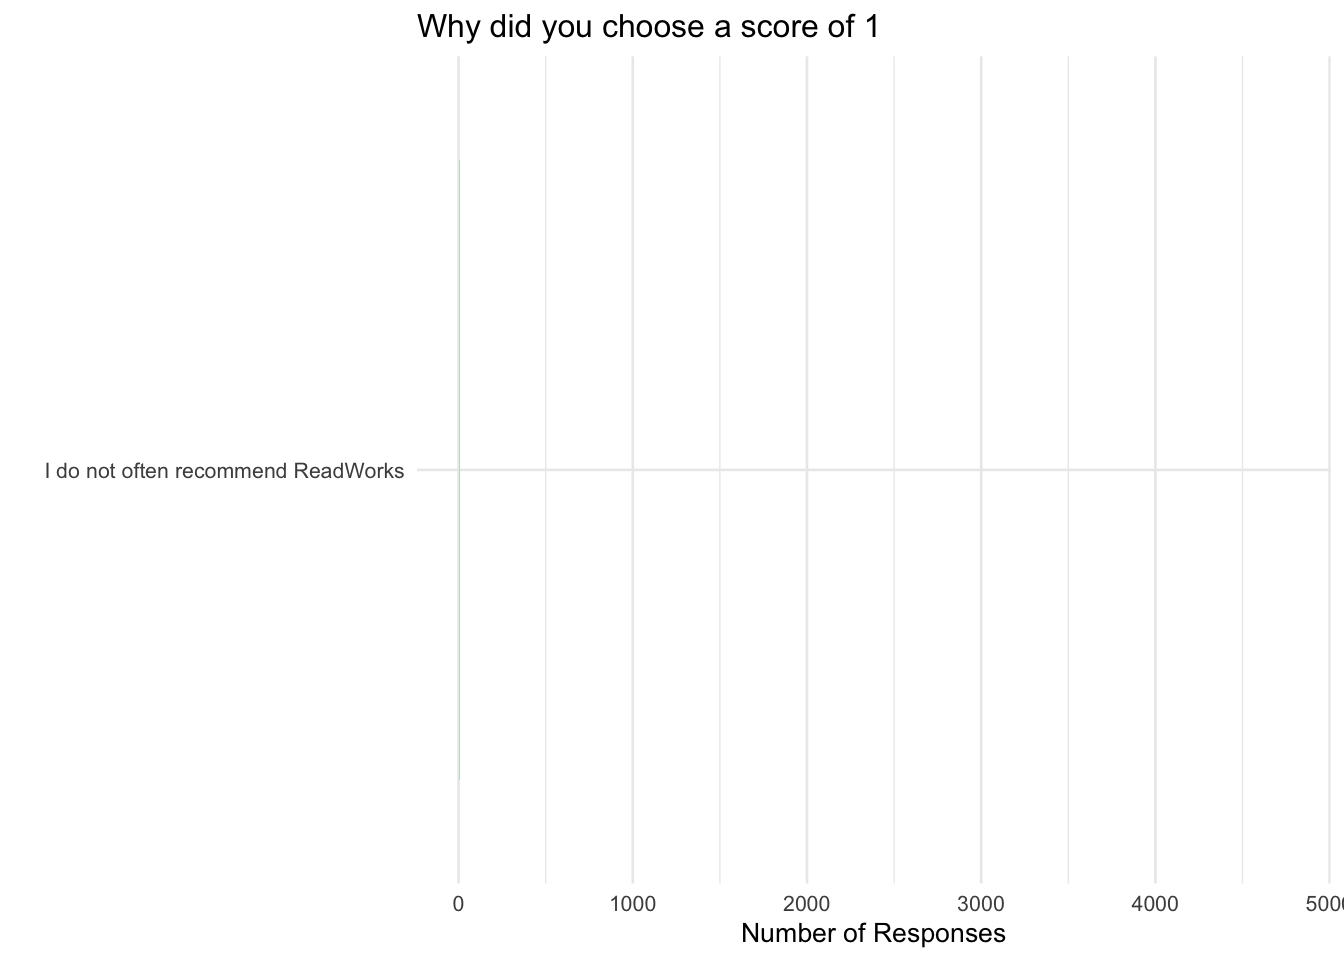 Why did you choose a score of 1
I do not often recommend ReadWorks
0 1000 2000 3000 4000 500
Number of Responses